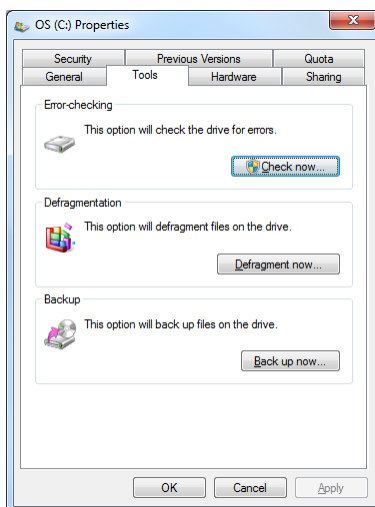 OS (C:) Properties
Security Previous Versions Quota
General Tools Hardware Sharing
Error-checking
This option will check the drive for errors.
Check now...
Defragmentation
This option will defragment files on the drive.
Defragment now...
Backup
This option will back up files on the drive.
Back up now...
OK Cancel Apply